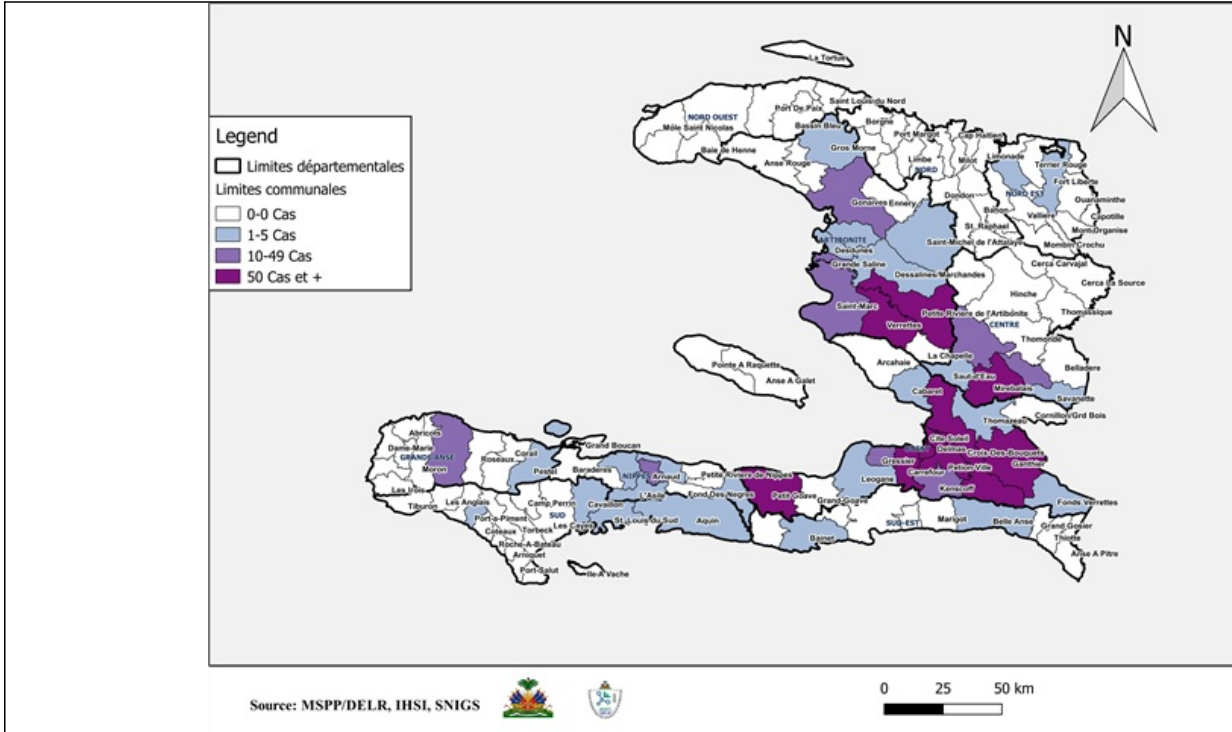 N
Legend
Limites départementales
Limites communales
0-0 Cas
1-5 Cas
10-49 Cas
50 Cas et +
La Tortue
Saint Louis du Nord
Port De Paix
NORD OUEST
Môle Saint Nicolas
Bassin Bleu
Borgne
Port Margot
Cap Haitien
Baie de Henne
Gros Morne
Anse Rouge
Limbe
Milot
Limonade
Terrier Rouge
NORD
Fort Liberte
NORD EST
Ouanaminthe
Gonaives
Ennery
Dondon
Bahon
Valliere
Capotille
St. Raphael
Mont-Organise
ARTIBONITE
Saint-Michel de l'Attalaye
Mombin Crochu
Desdunes
Grande Saline
Cerca Carvajal
Dessalines/Marchandes
Cerca La Source
Hinche
Saint-Marc
Petite Rivière de l'Artibonite
Thomassique
Verrettes
CENTRE
Thomonde
La Chapelle
Arcahaie
Belladere
Pointe A Raquette
Saut-d'Eau
Anse A Galet
Mirebalais
Cabaret
Savanette
Thomazeau
Cornillon/Grd Bois
Abricots
Cite Soleil
Grand Boucan
Dame-Marie
Corail
Delmas
Croix-Des-Bouquets
GRANDE ANSE
Roseaux
Gressier
Ganthier
Moron
Pestel
Baradères
Arnaud
Petite Riviere de Nippes
Carrefour
Petion Ville
Leogane
Kenscoff
Les Irois
L'Asile
Fond Des Negres
Petit Goave
Grand Goave
Fonds Verrettes
Tiburon
Les Anglais
Camp Perrin
Cavaillon
SUD
Port-a-Piment
Torbeck
Les Cayes
St. Louis du Sud
Aquin
SUD-EST
Marigot
Belle Anse
Grand Gosier
Coteaux
Bainet
Thiotte
Roche-A-Bateau
Arniquet
Anse A Pitre
Port-Salut
Ile A Vache
Source: MSPP/DELR, IHSI, SNIGS
0 25 50 km